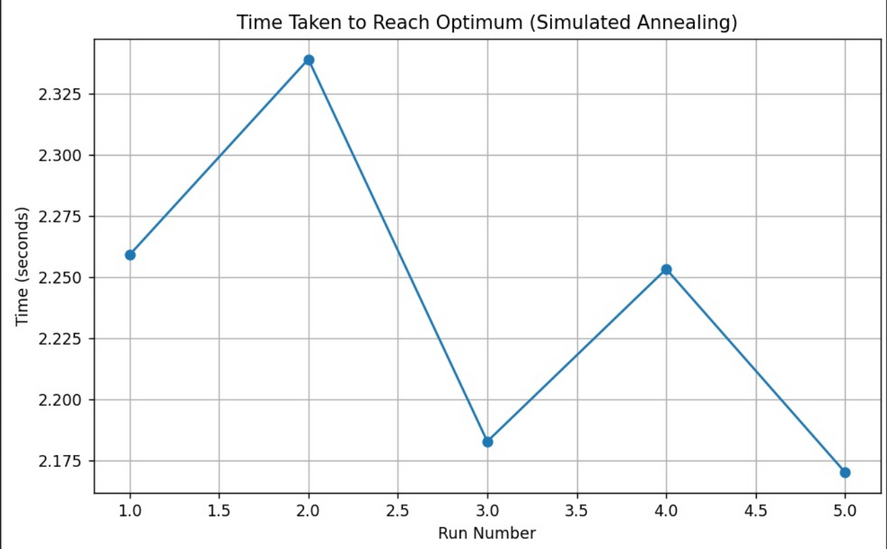 Time Taken to Reach Optimum (Simulated Annealing)
Time (seconds)
2.325
2.300
2.275
2.250
2.225
2.200
2.175
1.0 1.5 2.0 2.5 3.0 3.5 4.0 4.5 5.0
Run Number